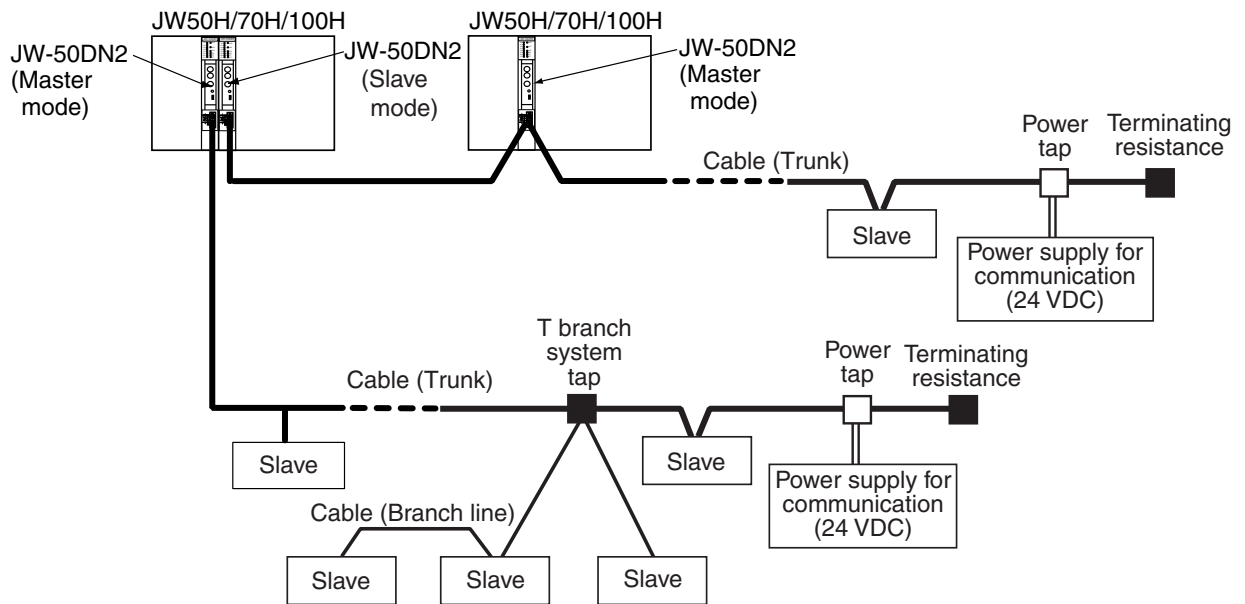 JW50H/70H/100H
JW50H/70H/100H
JW-50DN2
(Master
mode)
JW-50DN2
(Slave
mode)
JW-50DN2
(Master
mode)
Cable (Trunk)
Power
tap
Terminating
resistance
Slave
Power supply for
communication
(24 VDC)
Cable (Trunk)
T branch
system
tap
Power
tap
Terminating
resistance
Slave
Slave
Power supply for
communication
(24 VDC)
Cable (Branch line)
Slave
Slave
Slave